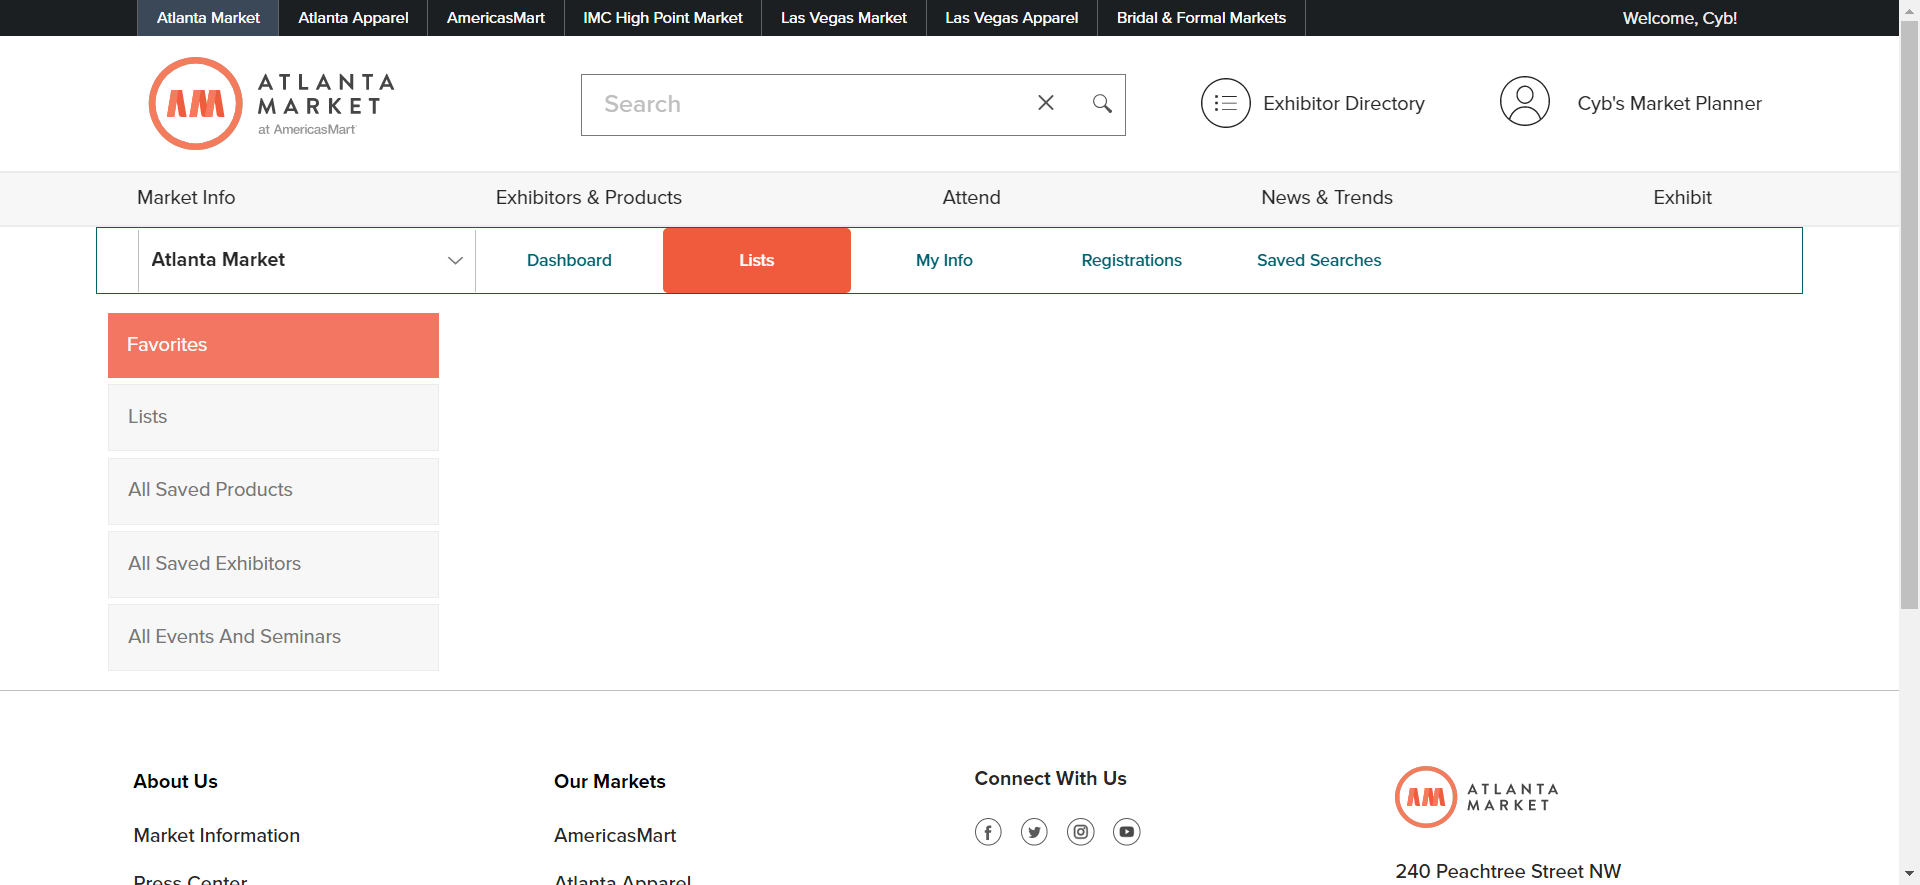 Atlanta Market
Atlanta Apparel
AmericasMart
IMC High Point Market
Las Vegas Market
Las Vegas Apparel
Bridal & Formal Markets
Welcome, Cyb!
AM
ATLANTA
MARKET
at AmericasMart
Search
Exhibitor Directory
Cyb's Market Planner
Market Info
Exhibitors & Products
Attend
News & Trends
Exhibit
Atlanta Market
Dashboard
Lists
My Info
Registrations
Saved Searches
Favorites
Lists
All Saved Products
All Saved Exhibitors
All Events And Seminars
About Us
Market Information
Press Center
Our Markets
AmericasMart
Atlanta Apparel
Connect With Us
AM
ATLANTA
MARKET
240 Peachtree Street NW